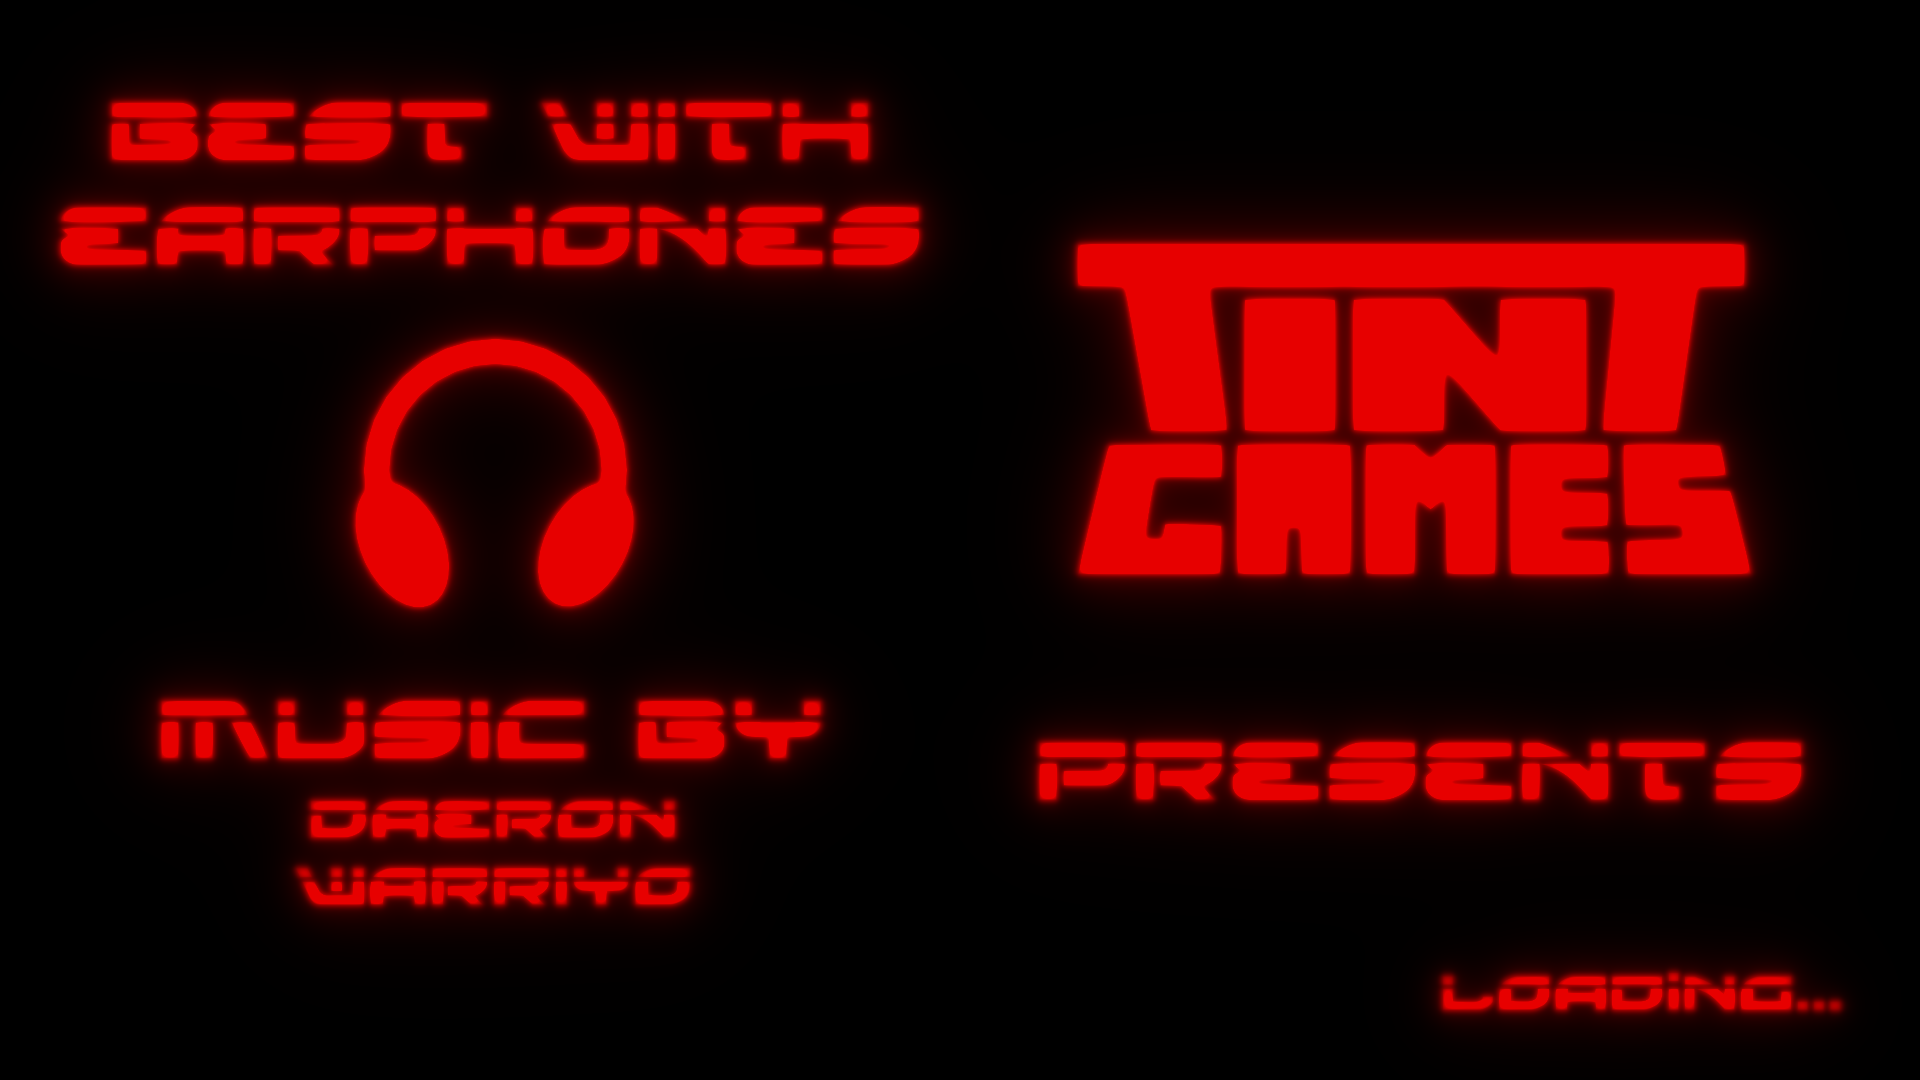 BEST WITH
EARPHONES
MUSIC BY
DAERON
WARRIYO
TINT
GAMES
PRESENTS
LOADING...